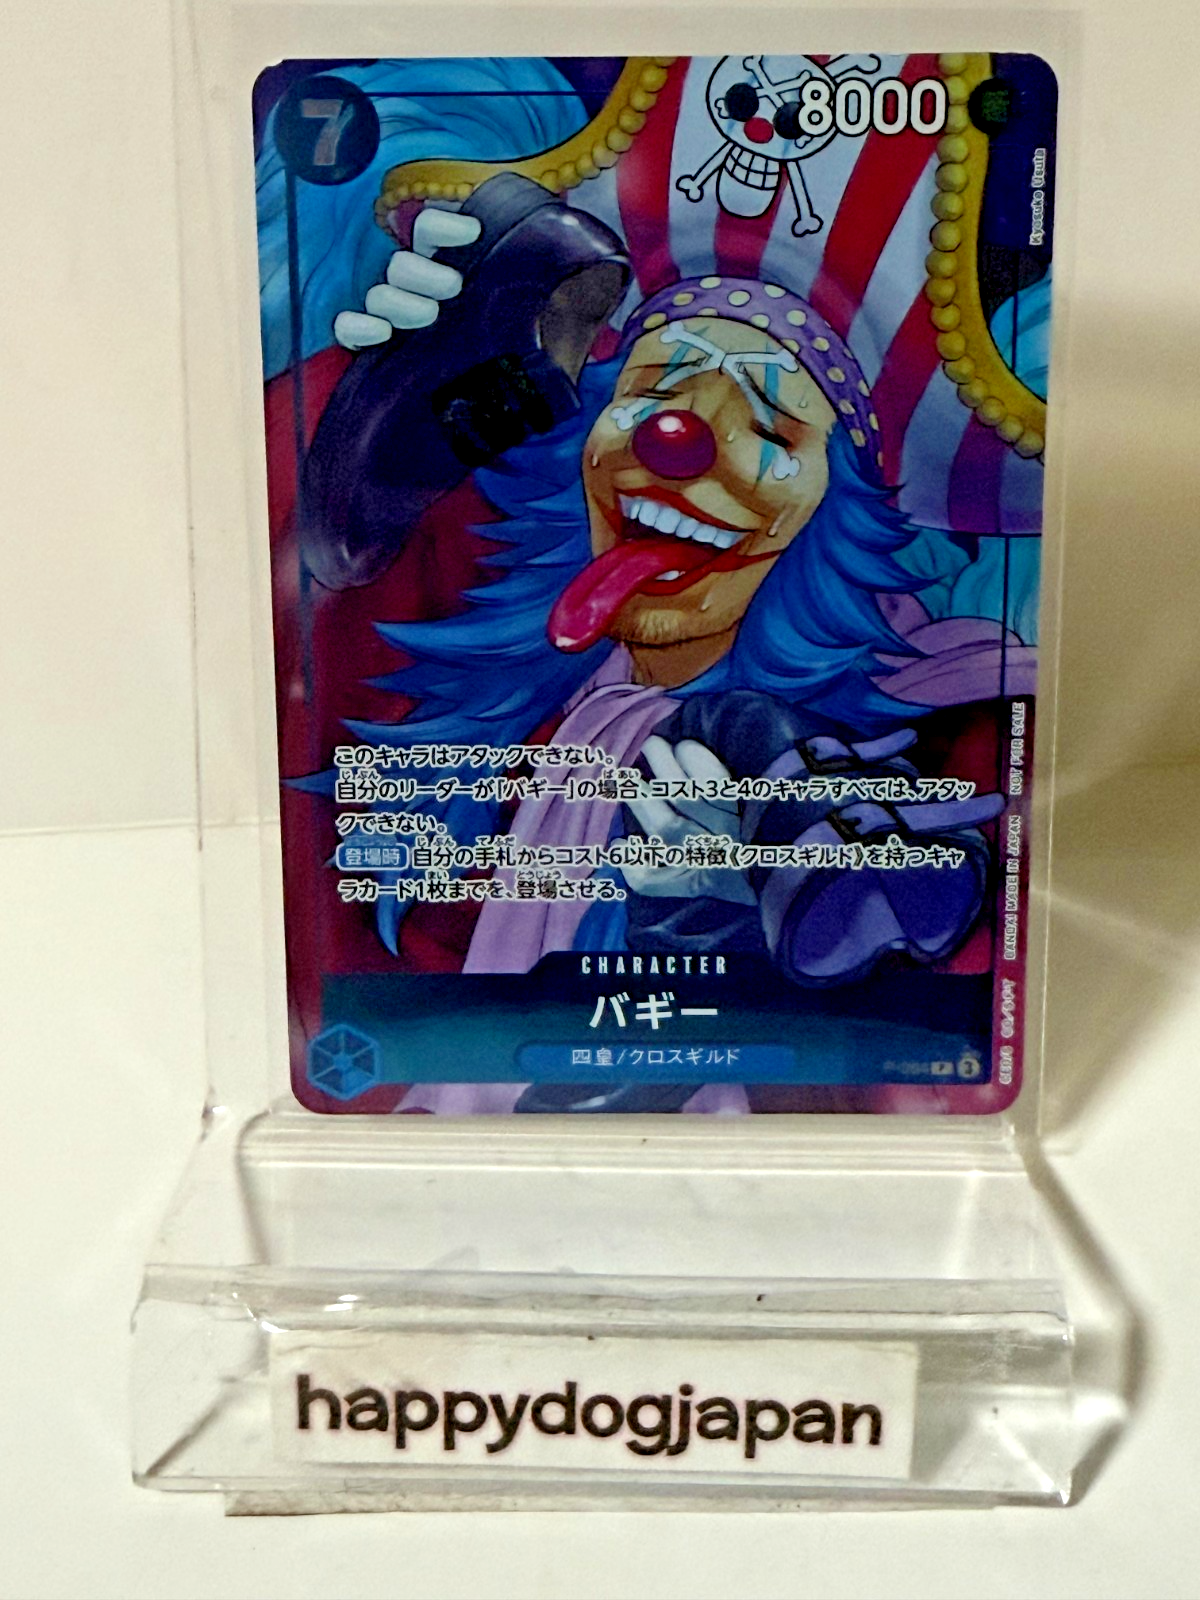 7
8000
Kyosuke Usuta
このキャラはアタックできない。
自分のリーダーが「バギー」の場合、コスト3と4のキャラすべては、アタッ
クできない。
登場時 自分の手札からコスト6以下の特徴《クロスギルド》を持つキャ
ラカード1枚までを、登場させる。
CHARACTER
バギー
四皇/クロスギルド
BANDAI MADE IN JAPAN NOT FOR SALE
happydogjapan